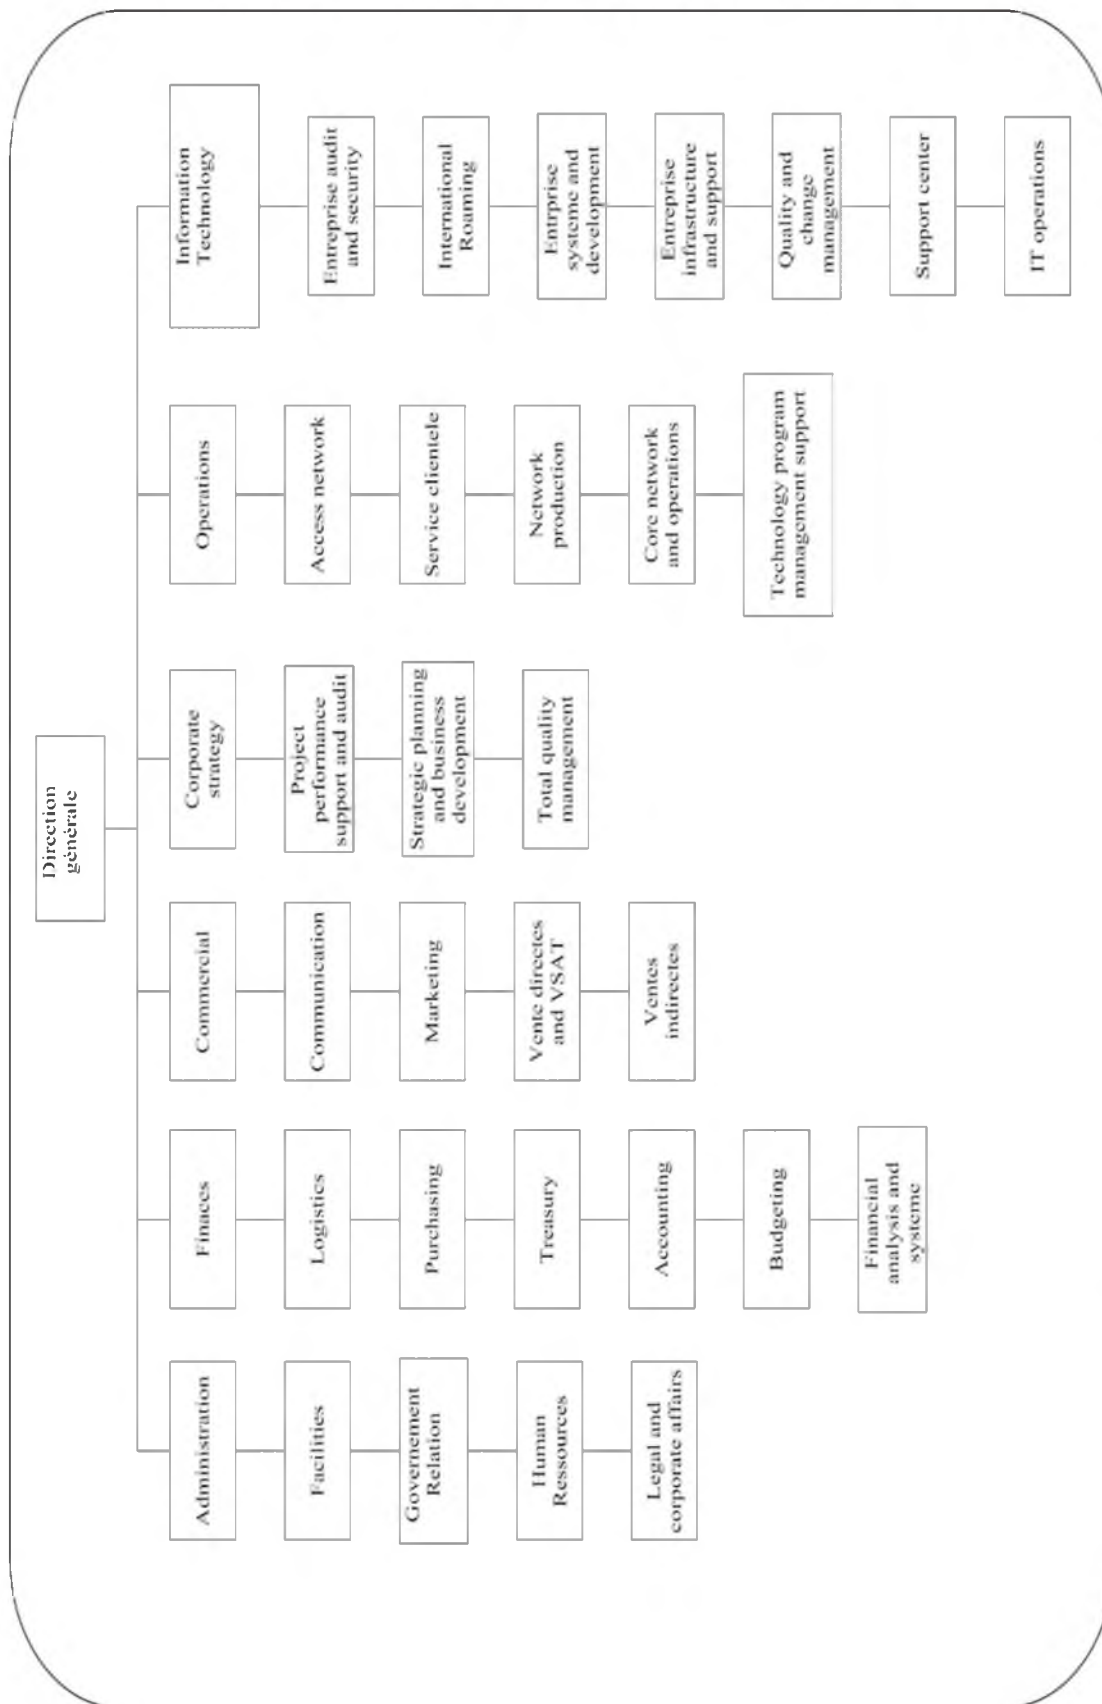 Direction
générale
Administration
Facilities
Governement
Relation
Human
Ressources
Legal and
corporate affairs
Finaces
Logistics
Purchasing
Treasury
Accounting
Budgeting
Financial
analysis and
systeme
Commercial
Communication
Marketing
Vente directes
and VSAT
Ventes
indirectes
Corporate
strategy
Project
performance
support and audit
Strategic planning
and business
development
Total quality
management
Operations
Access network
Service clientele
Network
production
Core network
and operations
Technology program
management support
Information
Technology
Entreprise audit
and security
International
Roaming
Entrprise
systeme and
development
Entreprise
infrastructure
and support
Quality and
change
management
Support center
IT operations